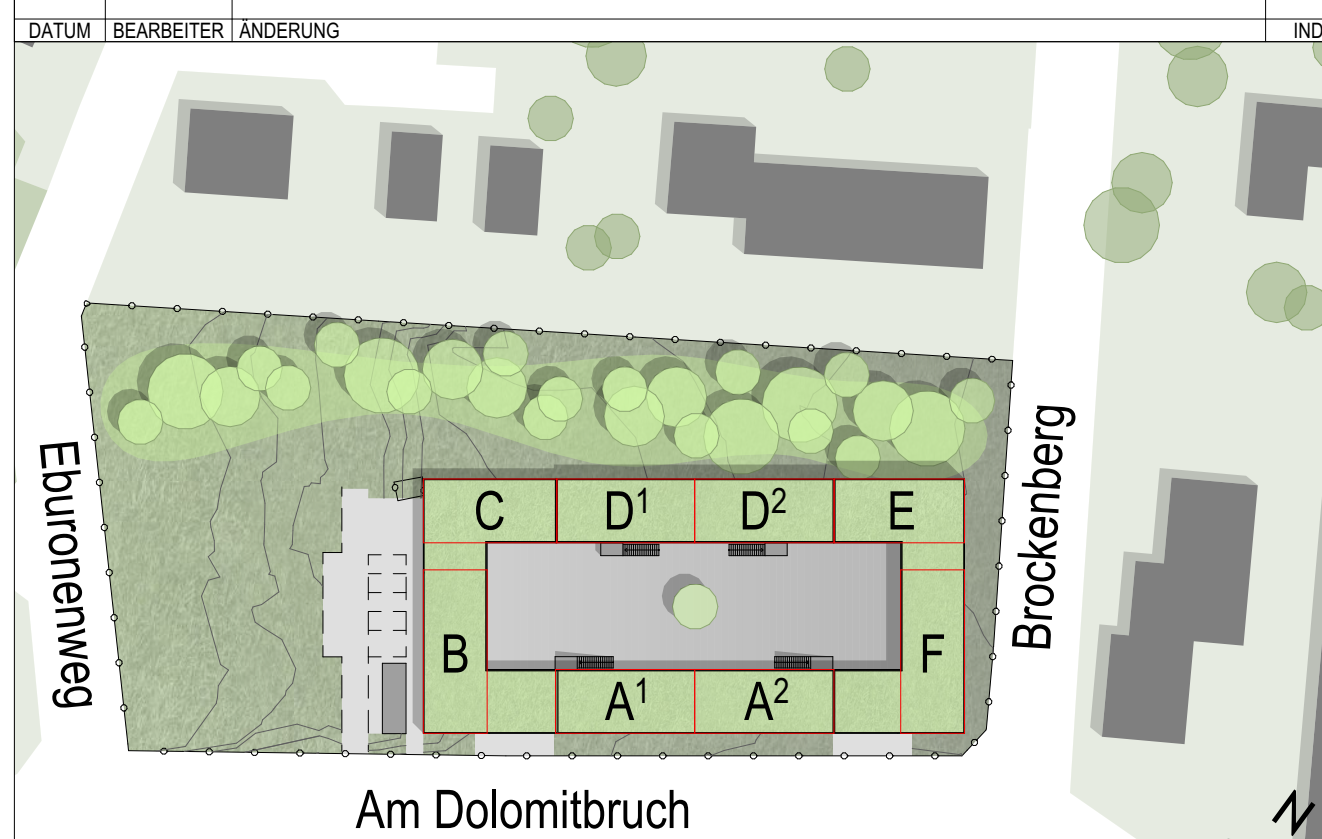 DATUM BEARBEITER ÄNDERUNG IND
Eburonenweg
Brockenberg
C D¹ D² E
B F
A¹ A²
Am Dolomitbruch
N